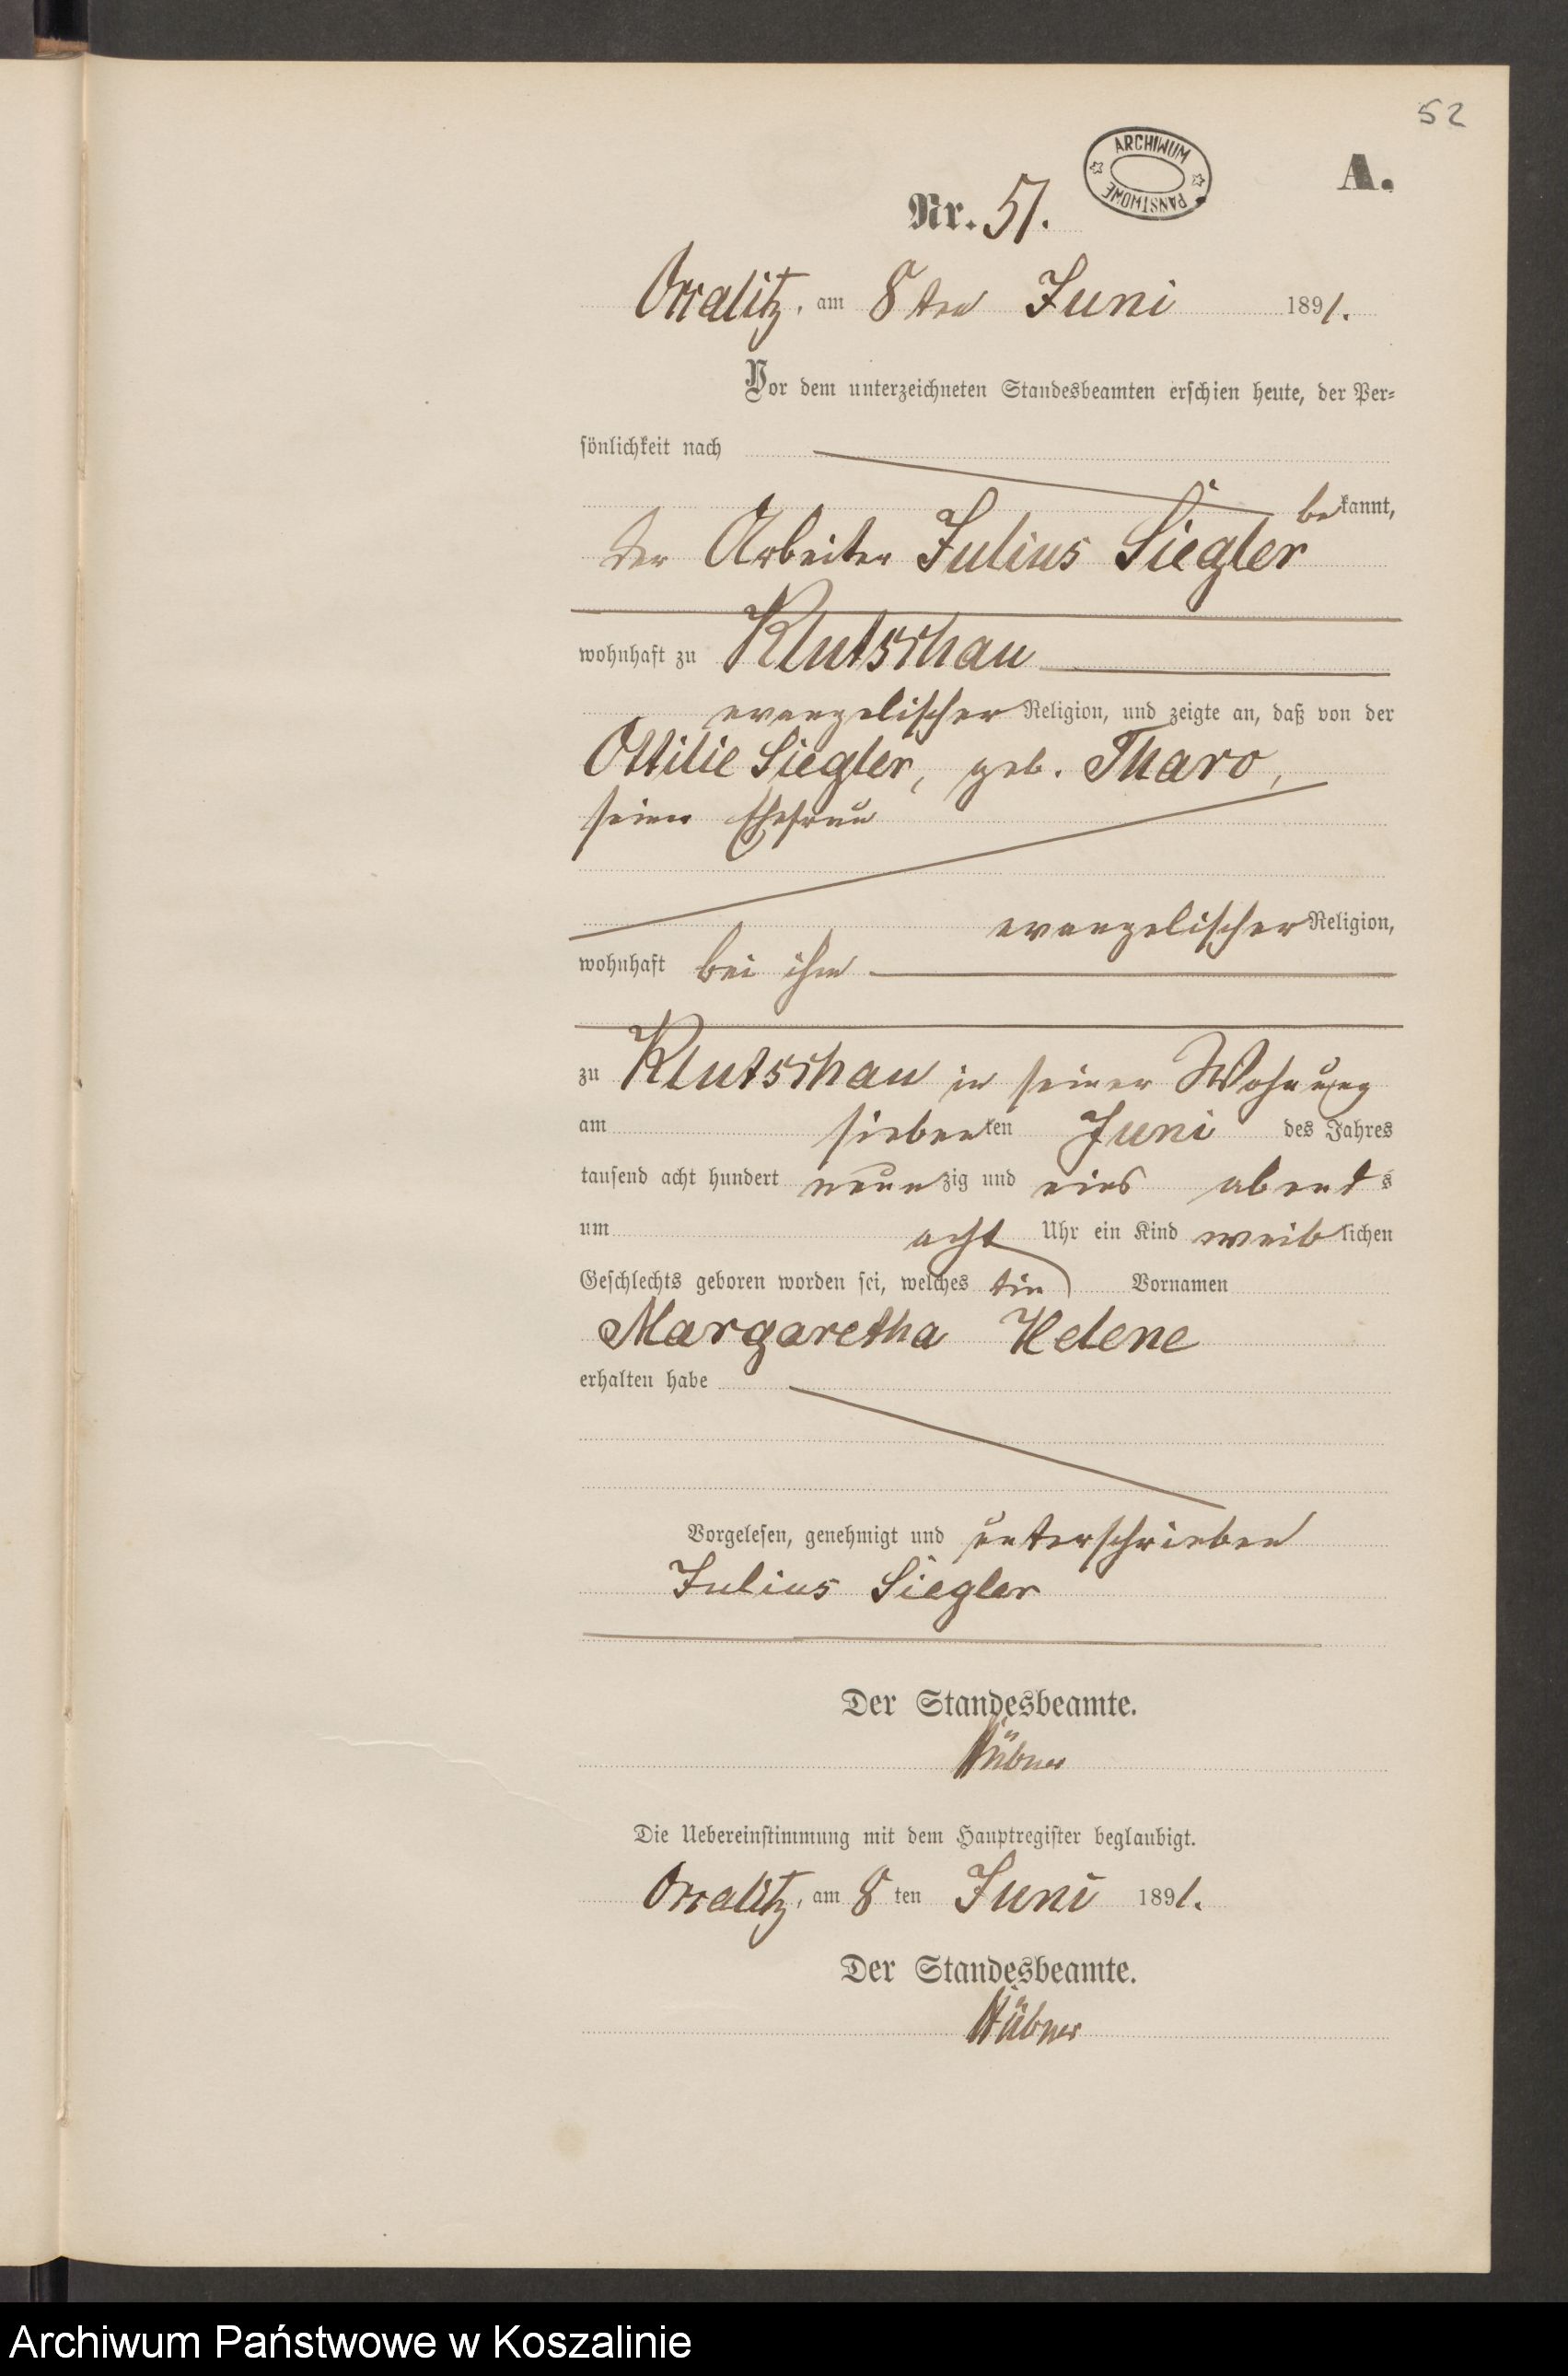 52
ARCHIWUM PAŃSTWOWE
A.
Nr. 51.
Occalitz, am 8ten Juni 1891.
Vor dem unterzeichneten Standesbeamten erschien heute, der Per-
sönlichkeit nach
bekannt,
der Arbeiter Julius Siegler
wohnhaft zu Klutschau
evangelischer Religion, und zeigte an, daß von der
Ottilie Siegler, geb. Tharo,
seiner Ehefrau
evangelischer Religion,
wohnhaft bei ihm
zu Klutschau in seiner Wohnung
am siebenten Juni des Jahres
tausend acht hundert neunzig und eins abends
um acht Uhr ein Kind weiblichen
Geschlechts geboren worden sei, welches die Vornamen
Margaretha Helene
erhalten habe
Vorgelesen, genehmigt und unterschrieben
Julius Siegler
Der Standesbeamte.
Hübner
Die Uebereinstimmung mit dem Hauptregister beglaubigt.
Occalitz, am 8ten Juni 1891.
Der Standesbeamte.
Hübner
Archiwum Państwowe w Koszalinie